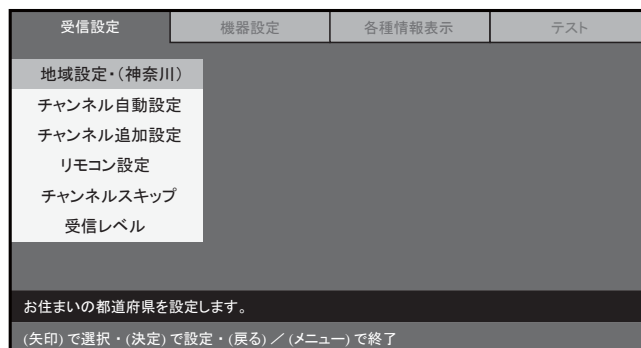 受信設定 機器設定 各種情報表示 テスト
地域設定・(神奈川)
チャンネル自動設定
チャンネル追加設定
リモコン設定
チャンネルスキップ
受信レベル
お住まいの都道府県を設定します。
(矢印) で選択・(決定) で設定・(戻る) ／ (メニュー) で終了